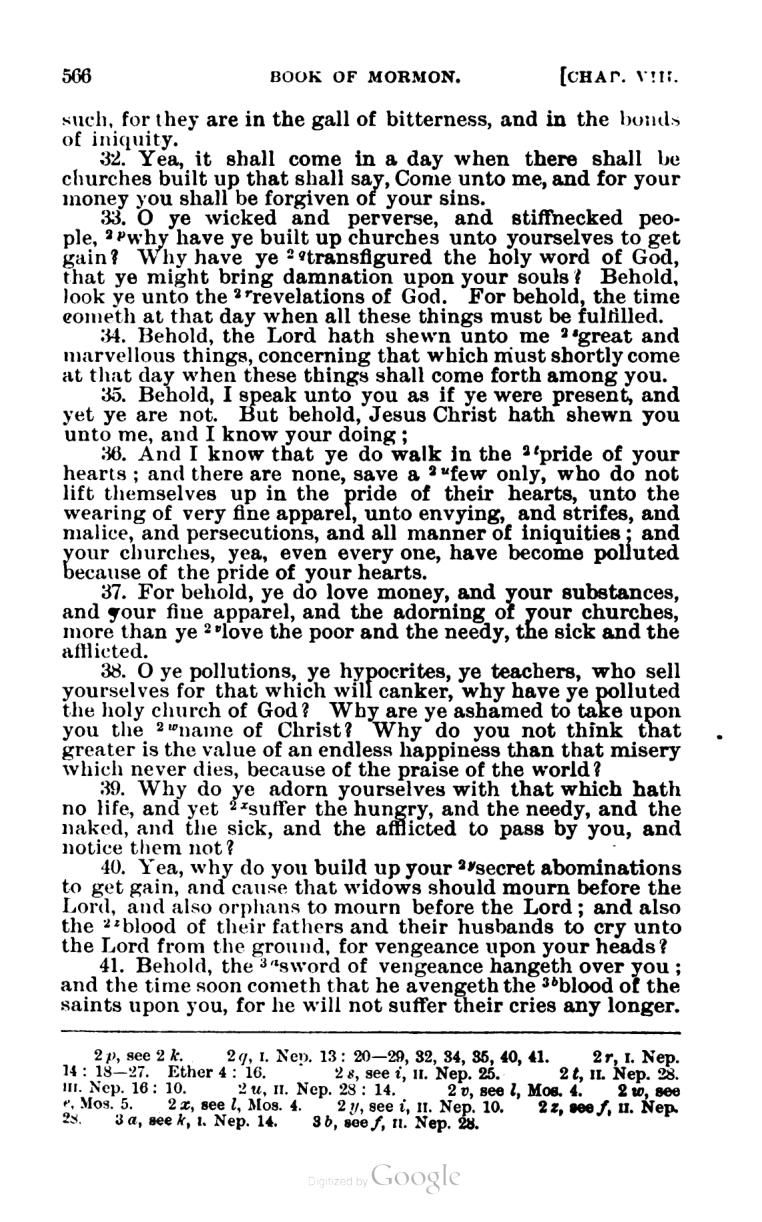 566 BOOK OF MORMON. [CHAP. VIII.
such, for they are in the gall of bitterness, and in the bonds
of iniquity.
32. Yea, it shall come in a day when there shall be
churches built up that shall say, Come unto me, and for your
money you shall be forgiven of your sins.
33. O ye wicked and perverse, and stiffnecked peo-
ple, 2 p why have ye built up churches unto yourselves to get
gain? Why have ye 2 q transfigured the holy word of God,
that ye might bring damnation upon your souls? Behold,
look ye unto the 2 r revelations of God. For behold, the time
cometh at that day when all these things must be fulfilled.
34. Behold, the Lord hath shewn unto me 2 s great and
marvellous things, concerning that which must shortly come
at that day when these things shall come forth among you.
35. Behold, I speak unto you as if ye were present, and
yet ye are not. But behold, Jesus Christ hath shewn you
unto me, and I know your doing;
36. And I know that ye do walk in the 2 t pride of your
hearts; and there are none, save a 2 u few only, who do not
lift themselves up in the pride of their hearts, unto the
wearing of very fine apparel, unto envying, and strifes, and
malice, and persecutions, and all manner of iniquities; and
your churches, yea, even every one, have become polluted
because of the pride of your hearts.
37. For behold, ye do love money, and your substances,
and your fine apparel, and the adorning of your churches,
more than ye 2 v love the poor and the needy, the sick and the
afflicted.
38. O ye pollutions, ye hypocrites, ye teachers, who sell
yourselves for that which will canker, why have ye polluted
the holy church of God? Why are ye ashamed to take upon
you the 2 w name of Christ? Why do you not think that
greater is the value of an endless happiness than that misery
which never dies, because of the praise of the world?
39. Why do ye adorn yourselves with that which hath
no life, and yet 2 x suffer the hungry, and the needy, and the
naked, and the sick, and the afflicted to pass by you, and
notice them not?
40. Yea, why do you build up your 2 y secret abominations
to get gain, and cause that widows should mourn before the
Lord, and also orphans to mourn before the Lord; and also
the 2 z blood of their fathers and their husbands to cry unto
the Lord from the ground, for vengeance upon your heads?
41. Behold, the 3 a sword of vengeance hangeth over you;
and the time soon cometh that he avengeth the 3 b blood of the
saints upon you, for he will not suffer their cries any longer.
2 p, see 2 k. 2 q, I. Nep. 13: 20—29, 32, 34, 35, 40, 41. 2 r, I. Nep.
14: 18—27. Ether 4: 16. 2 s, see i, II. Nep. 25. 2 t, II. Nep. 28.
III. Nep. 16: 10. 2 u, II. Nep. 28: 14. 2 v, see l, Mos. 4. 2 w, see
e, Mos. 5. 2 x, see l, Mos. 4. 2 y, see i, II. Nep. 10. 2 z, see f, II. Nep.
28. 3 a, see k, I. Nep. 14. 3 b, see f, II. Nep. 28.
Digitized by Google